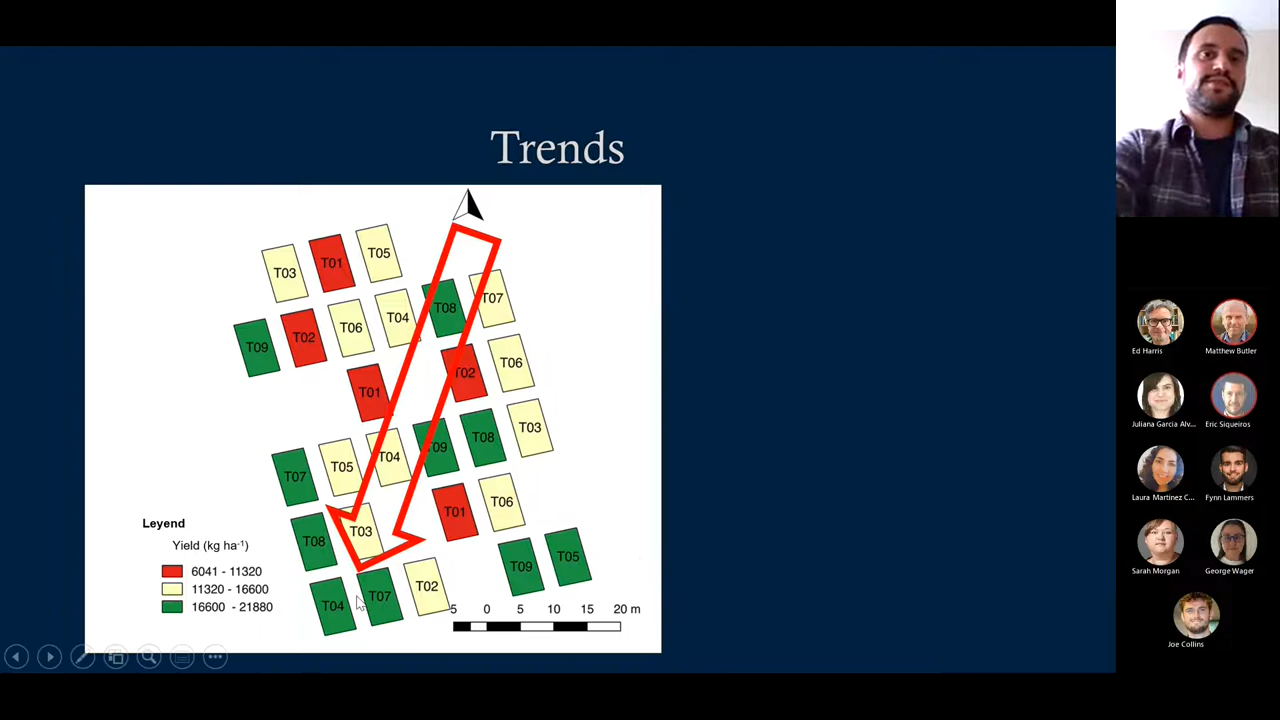 Trends
T03 T01 T05
T09 T02 T06 T04 T08 T07
T01 T02 T06
T07 T05 T04 T09 T08 T03
T08 T03 T01 T06
T04 T07 T02 T09 T05
Leyend
Yield (kg ha-1)
6041 - 11320
11320 - 16600
16600 - 21880
5 0 5 10 15 20 m
Ed Harris
Matthew Butler
Juliana Garcia Alv...
Eric Siqueiros
Laura Martinez C...
Fynn Lammers
Sarah Morgan
George Wager
Joe Collins